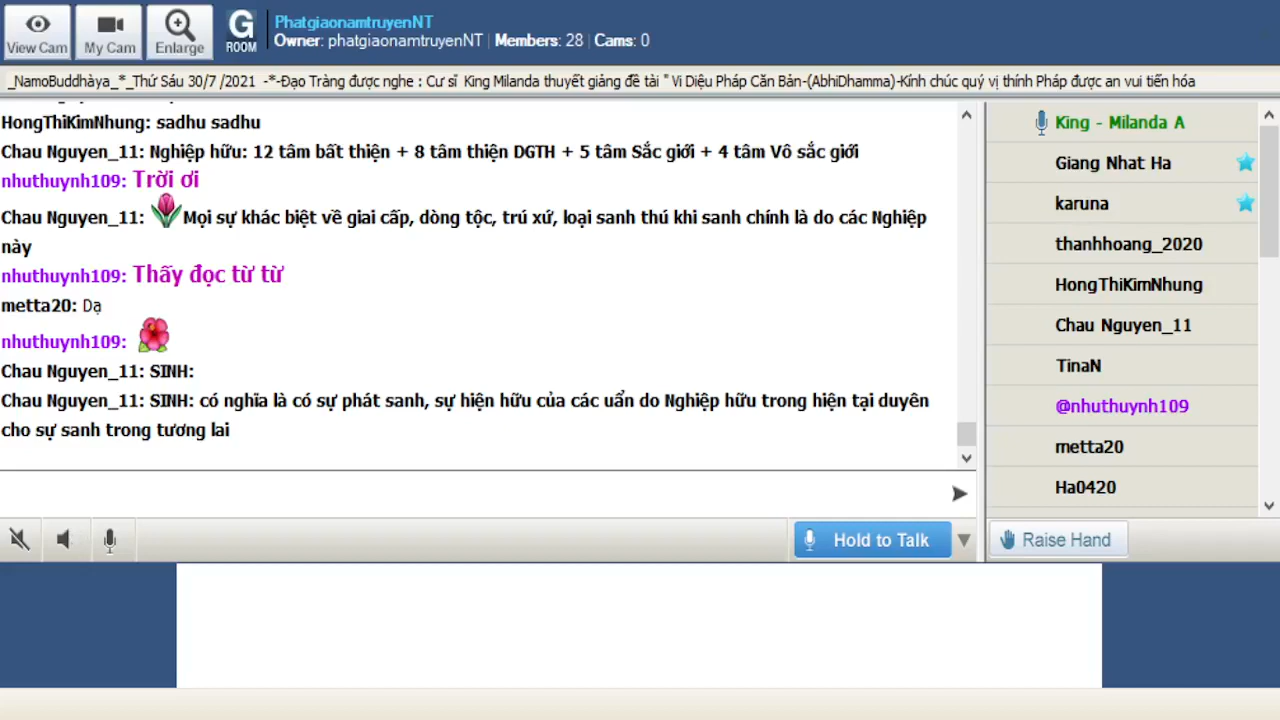 View Cam
My Cam
Enlarge
G
ROOM
PhatgiaonamtruyenNT
Owner: phatgiaonamtruyenNT | Members: 28 | Cams: 0
_NamoBuddhàya_*_Thứ Sáu 30/7 /2021 -*-Đạo Tràng được nghe : Cư sĩ King Milanda thuyết giảng đề tài " Vi Diệu Pháp Căn Bản-(AbhiDhamma)-Kính chúc quý vị thính Pháp được an vui tiến hóa
HongThiKimNhung: sadhu sadhu
Chau Nguyen_11: Nghiệp hữu: 12 tâm bất thiện + 8 tâm thiện DGTH + 5 tâm Sắc giới + 4 tâm Vô sắc giới
nhuthuynh109: Trời ơi
Chau Nguyen_11: Mọi sự khác biệt về giai cấp, dòng tộc, trú xứ, loại sanh thú khi sanh chính là do các Nghiệp
này
nhuthuynh109: Thấy đọc từ từ
metta20: Dạ
nhuthuynh109:
Chau Nguyen_11: SINH:
Chau Nguyen_11: SINH: có nghĩa là có sự phát sanh, sự hiện hữu của các uẩn do Nghiệp hữu trong hiện tại duyên
cho sự sanh trong tương lai
King - Milanda A
Giang Nhat Ha
karuna
thanhhoang_2020
HongThiKimNhung
Chau Nguyen_11
TinaN
@nhuthuynh109
metta20
Ha0420
Hold to Talk
Raise Hand